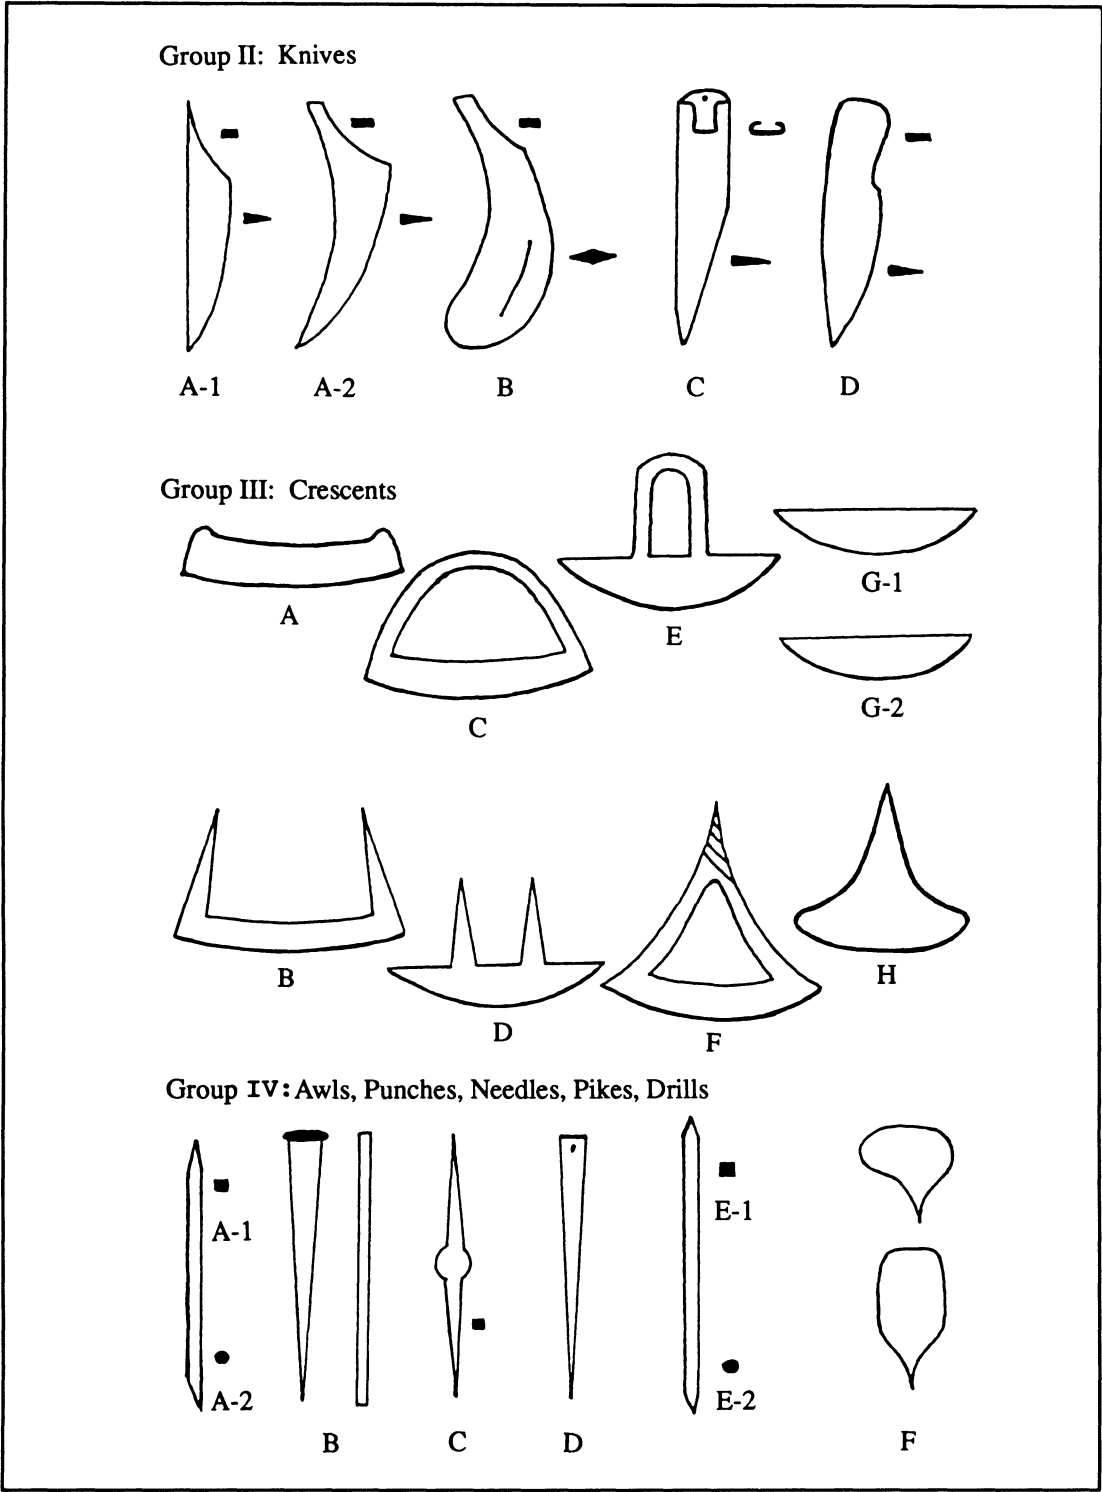 Group II: Knives
A-1 A-2 B C D
Group III: Crescents
A
C
E
G-1
G-2
B
D
F
H
Group IV: Awls, Punches, Needles, Pikes, Drills
A-1
A-2
B
C
D
E-1
E-2
F